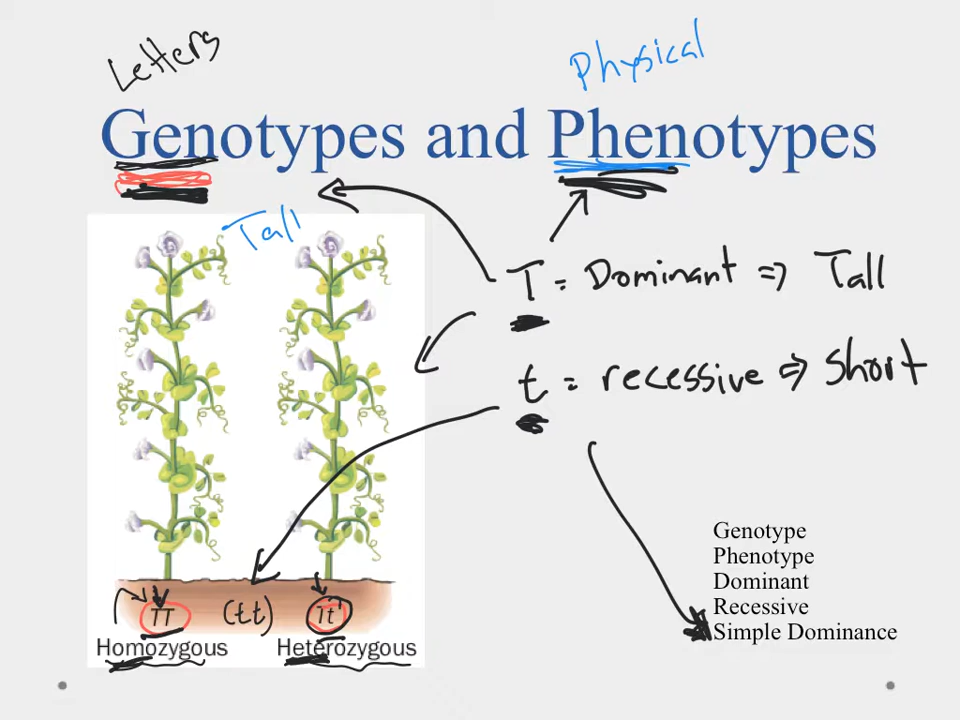 Letters
Physical
Genotypes and Phenotypes
Tall
T = Dominant ⇒ Tall
t = recessive ⇒ short
Genotype
Phenotype
Dominant
Recessive
Simple Dominance
TT (tt) Tt
Homozygous Heterozygous